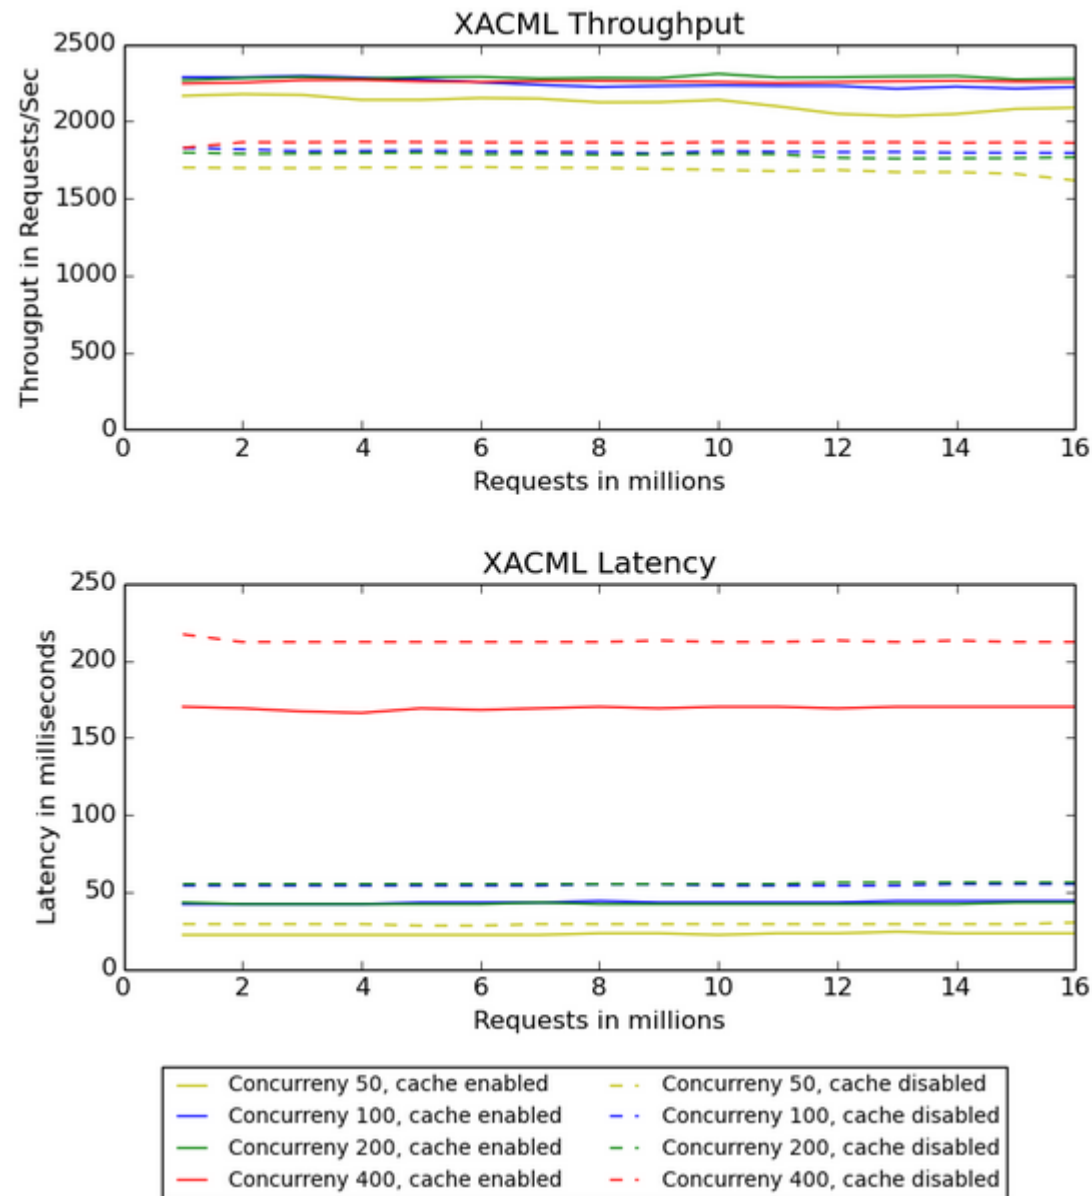 XACML Throughput
Througput in Requests/Sec
2500
2000
1500
1000
500
0
0 2 4 6 8 10 12 14 16
Requests in millions
XACML Latency
Latency in milliseconds
250
200
150
100
50
0
0 2 4 6 8 10 12 14 16
Requests in millions
Concurreny 50, cache enabled Concurreny 50, cache disabled
Concurreny 100, cache enabled Concurreny 100, cache disabled
Concurreny 200, cache enabled Concurreny 200, cache disabled
Concurreny 400, cache enabled Concurreny 400, cache disabled